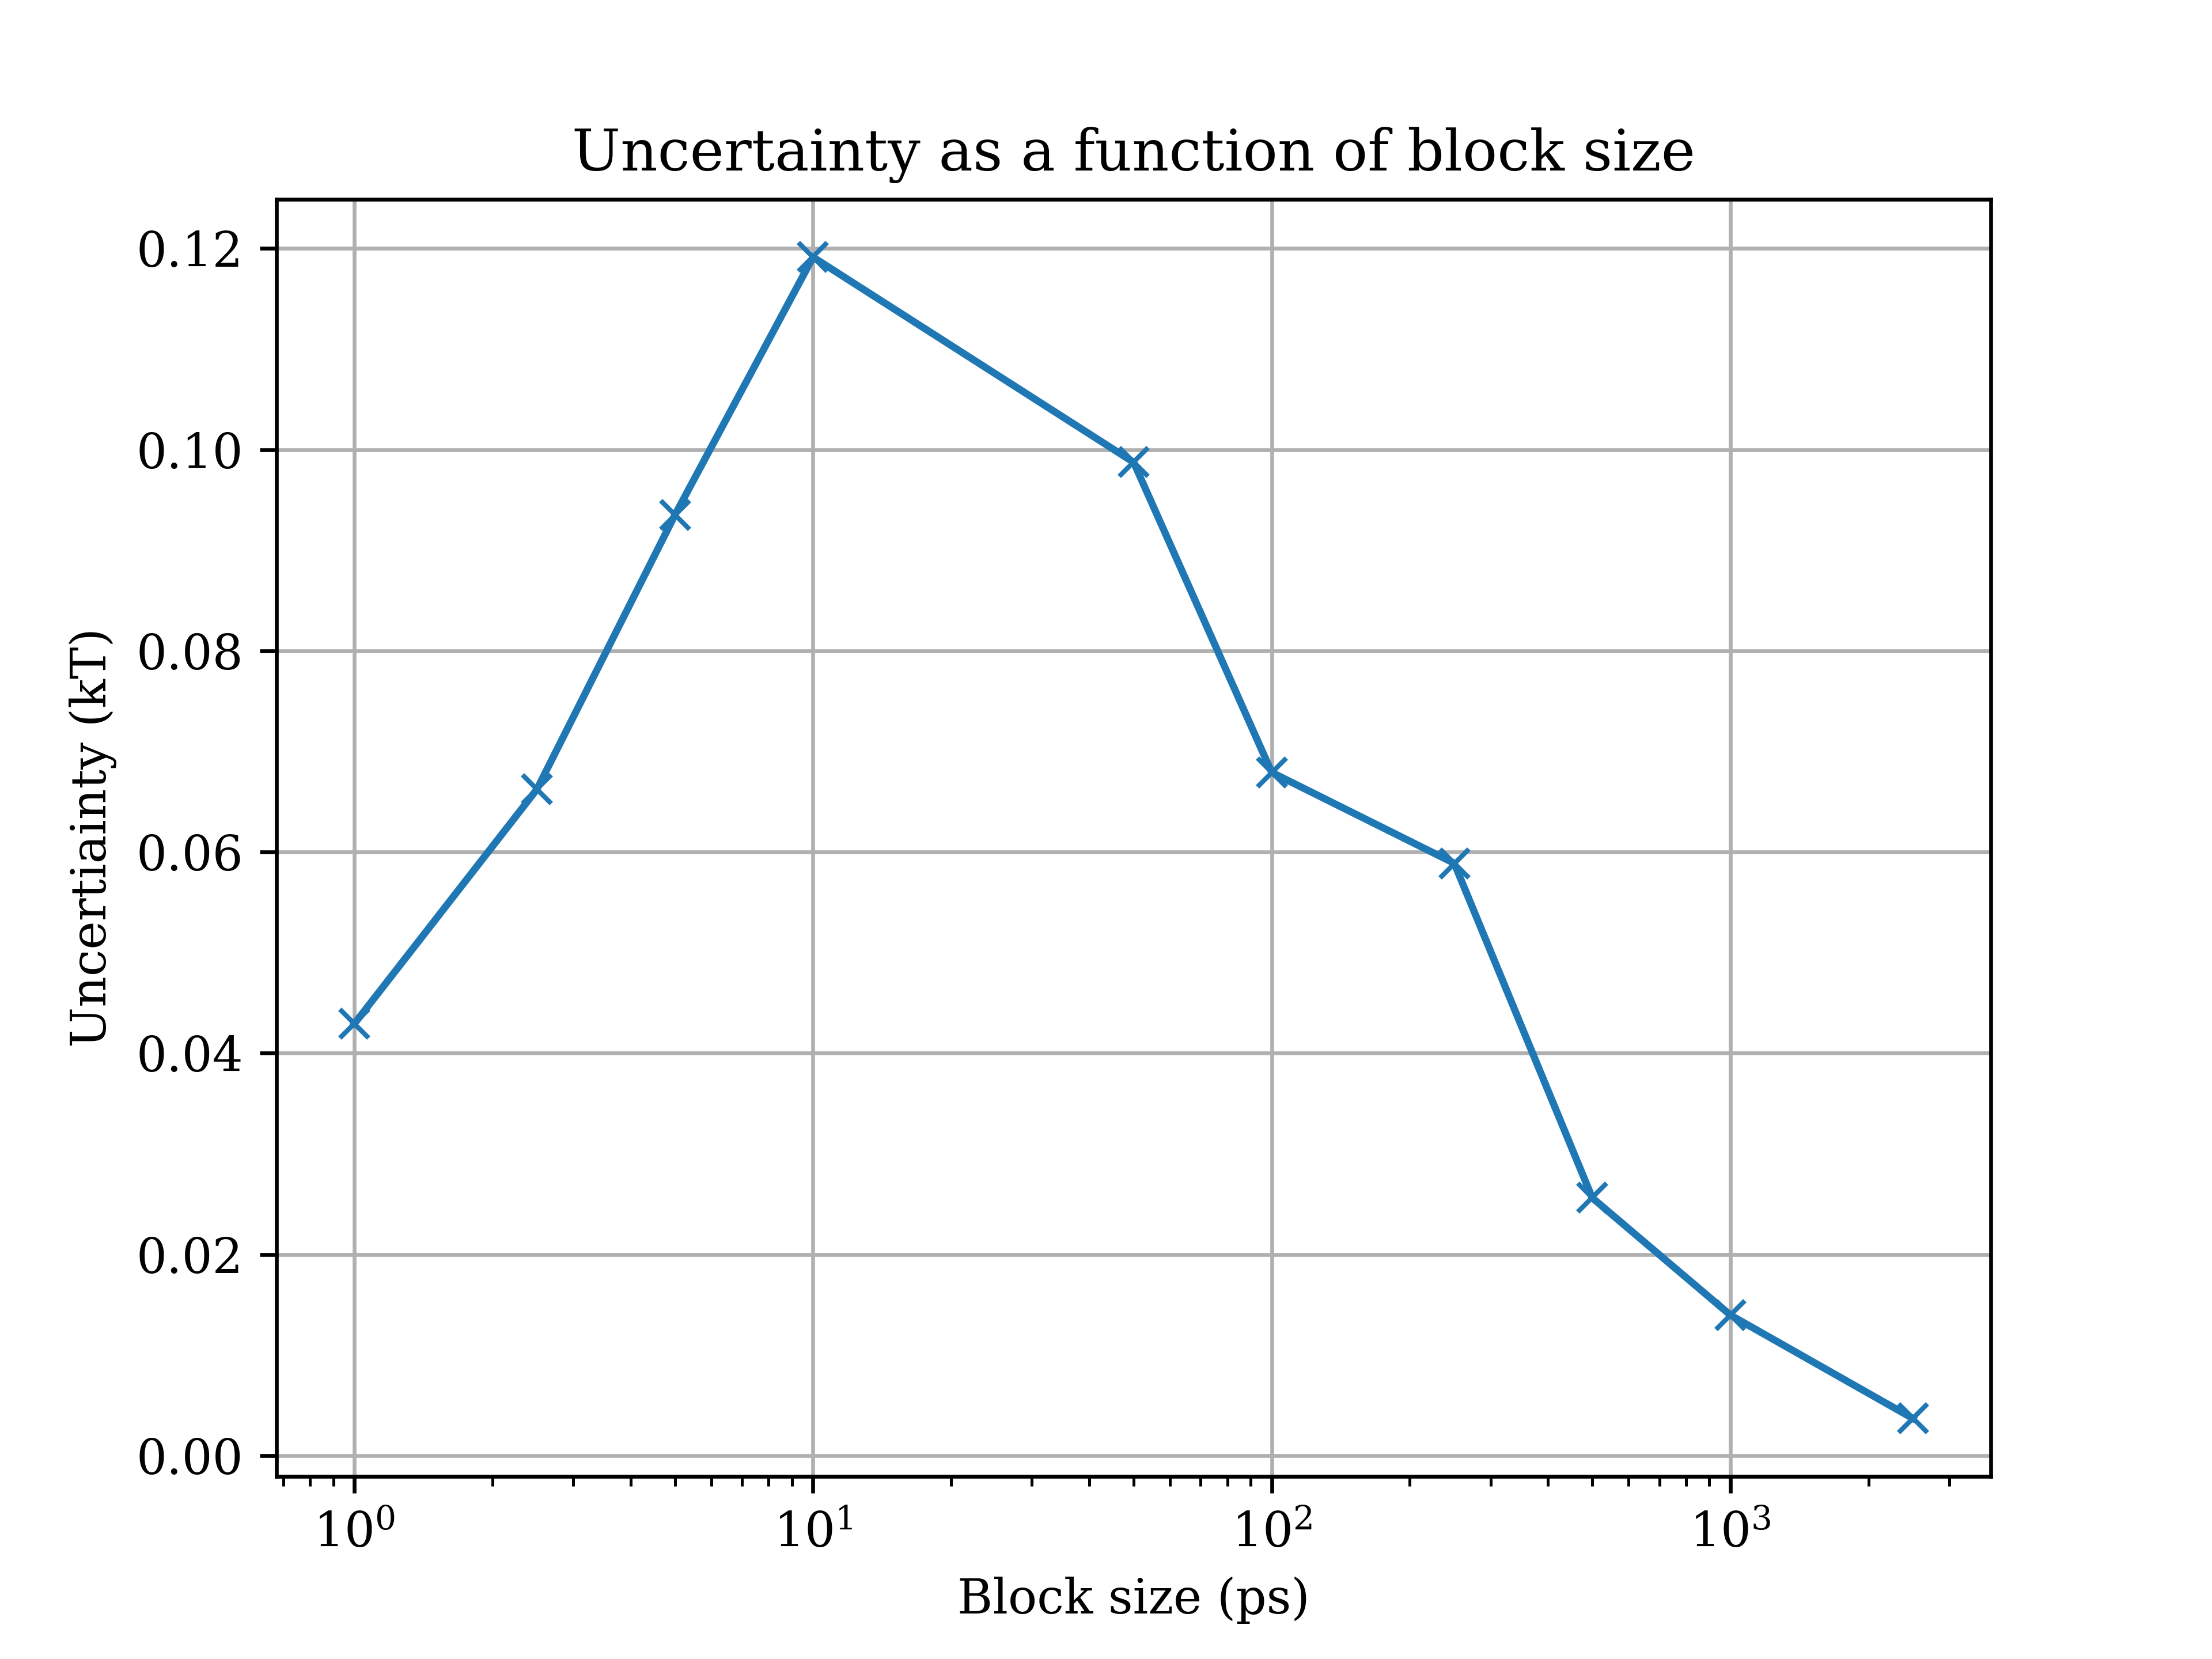 Uncertainty as a function of block size
0.12
0.10
0.08
0.06
0.04
0.02
0.00
Uncertiainty (kT)
10⁰ 10¹ 10² 10³
Block size (ps)